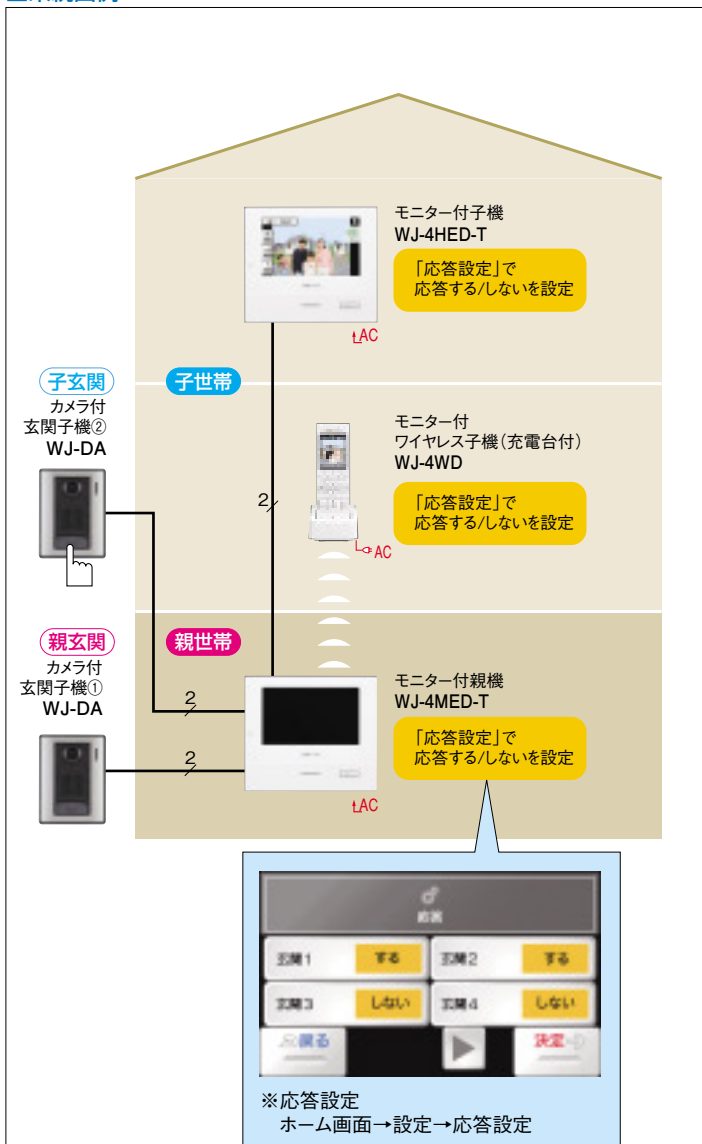 モニター付子機
WJ-4HED-T
「応答設定」で
応答する/しないを設定
AC
子玄関
子世帯
カメラ付
玄関子機②
WJ-DA
モニター付
ワイヤレス子機（充電台付）
WJ-4WD
「応答設定」で
応答する/しないを設定
2
AC
親玄関
親世帯
カメラ付
玄関子機①
WJ-DA
モニター付親機
WJ-4MED-T
2
「応答設定」で
応答する/しないを設定
2
AC
応答
玄関1 する 玄関2 する
玄関3 しない 玄関4 しない
戻る 決定
※応答設定
ホーム画面→設定→応答設定